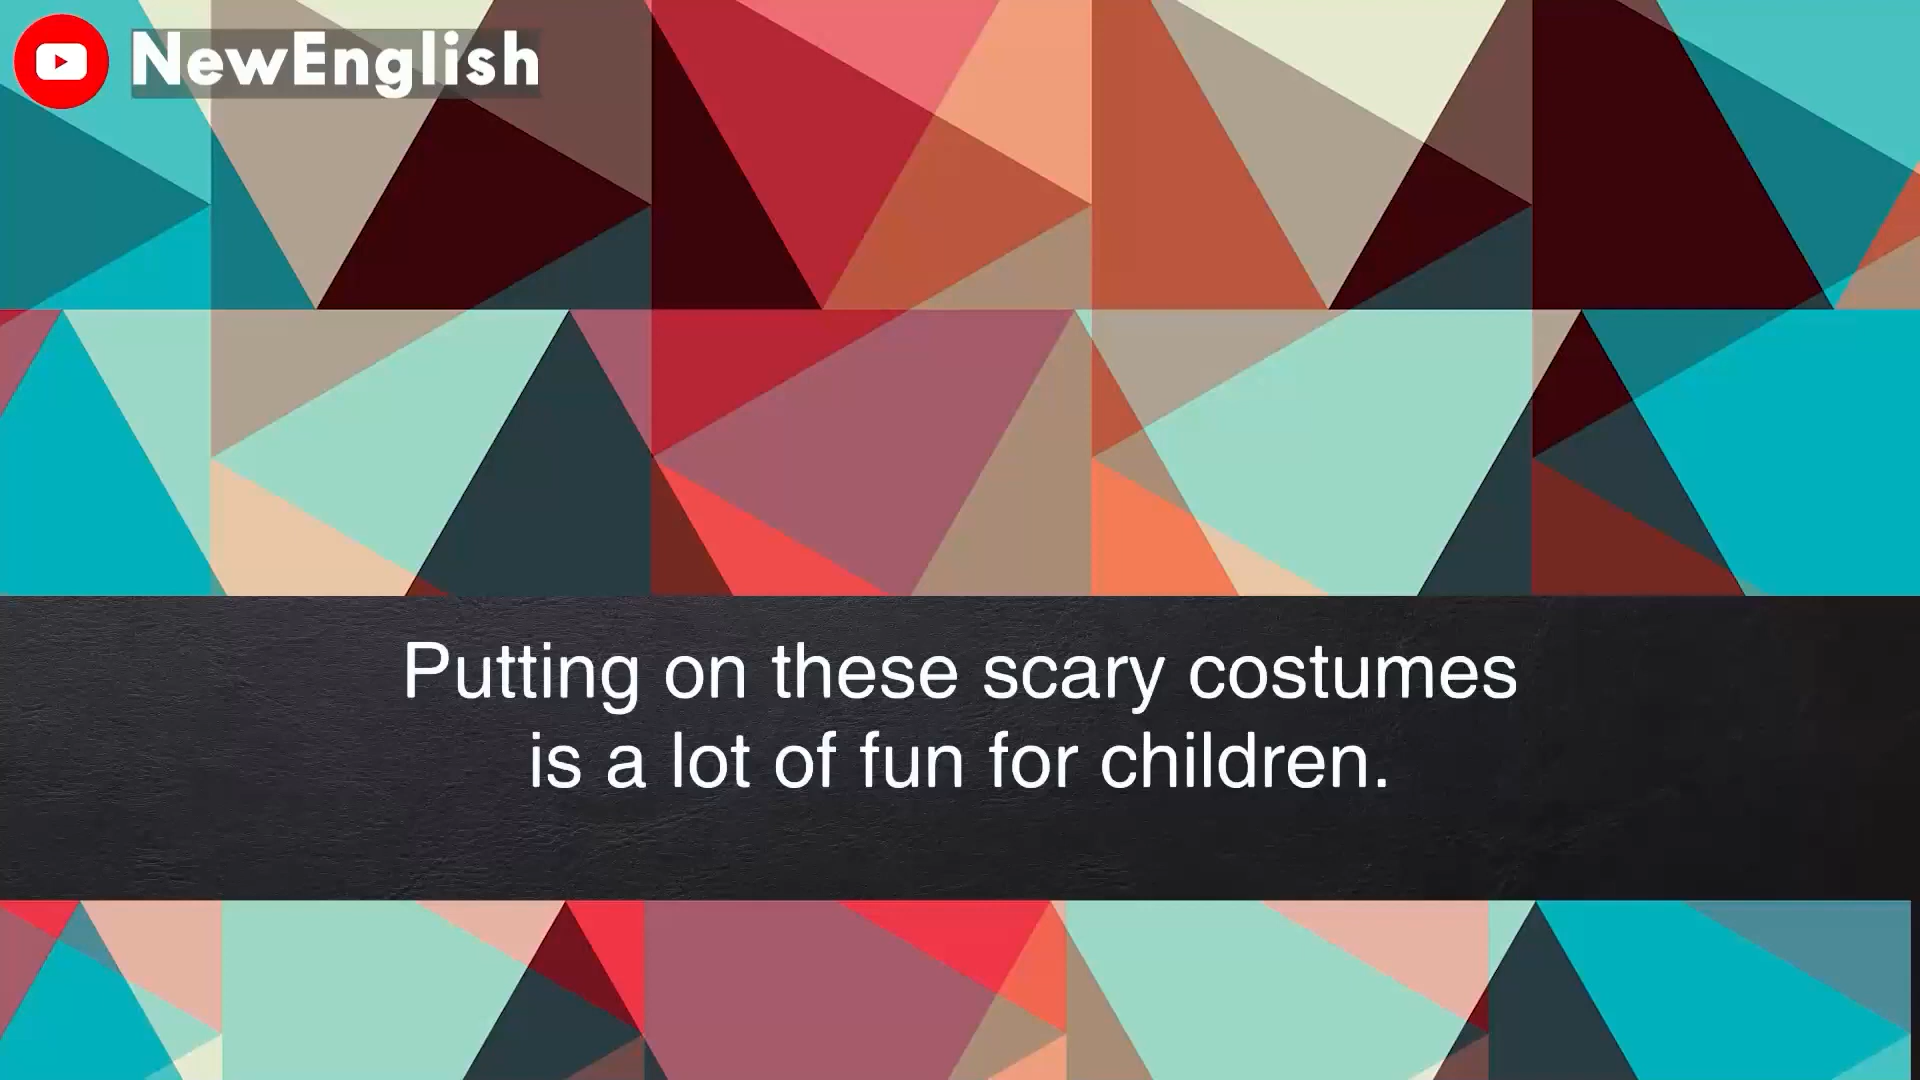 NewEnglish
Putting on these scary costumes
is a lot of fun for children.